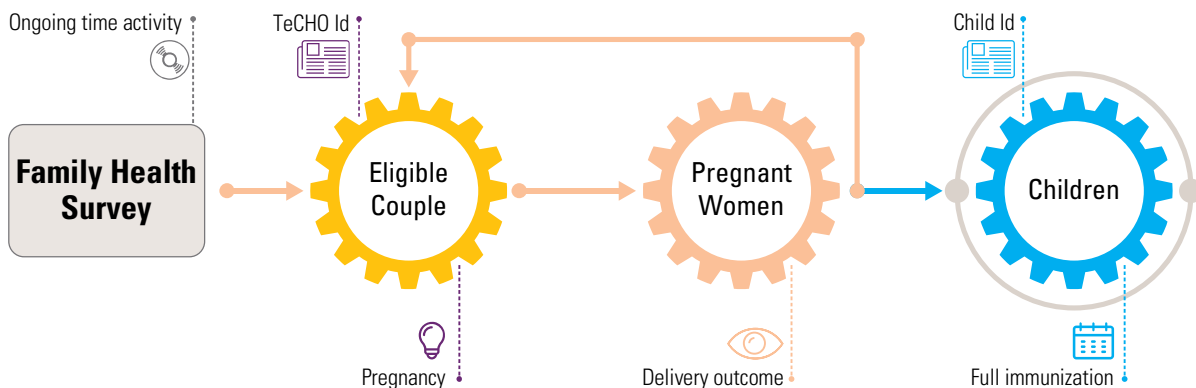 Ongoing time activity
TeCHO Id
Child Id
Family Health
Survey
Eligible
Couple
Pregnant
Women
Children
Pregnancy
Delivery outcome
Full immunization